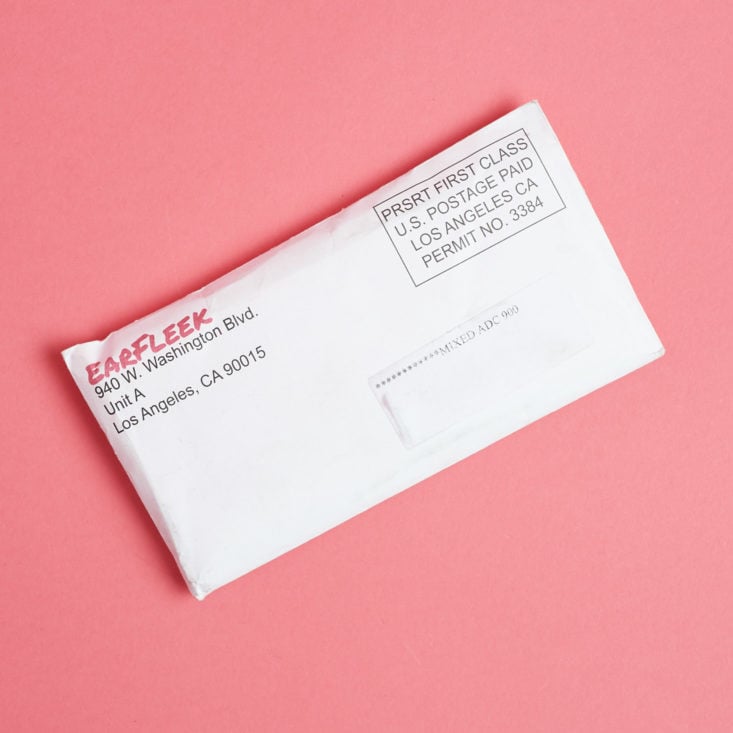 EARFLEEK
940 W. Washington Blvd.
Unit A
Los Angeles, CA 90015
PRSRT FIRST CLASS
U.S. POSTAGE PAID
LOS ANGELES CA
PERMIT NO. 3384
***********MIXED ADC 900